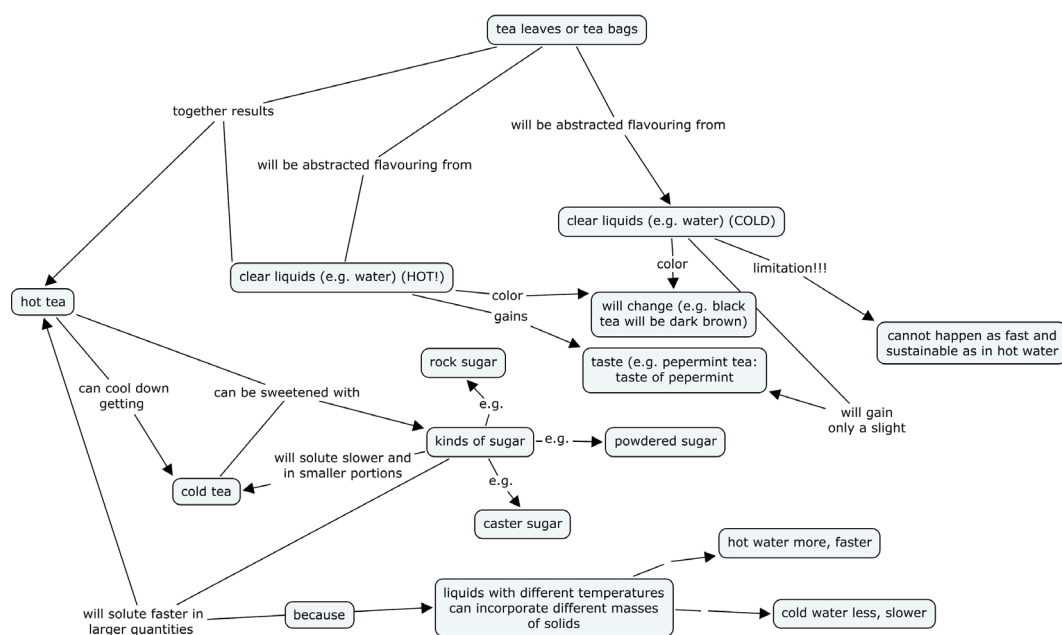 tea leaves or tea bags
together results
will be abstracted flavouring from
will be abstracted flavouring from
clear liquids (e.g. water) (COLD)
color
limitation!!!
clear liquids (e.g. water) (HOT!)
color
gains
hot tea
will change (e.g. black
tea will be dark brown)
cannot happen as fast and
sustainable as in hot water
taste (e.g. pepermint tea:
taste of pepermint
will gain
only a slight
rock sugar
can cool down
getting
can be sweetened with
e.g.
kinds of sugar
e.g.
powdered sugar
will solute slower and
in smaller portions
e.g.
cold tea
caster sugar
hot water more, faster
will solute faster in
larger quantities
because
liquids with different temperatures
can incorporate different masses
of solids
cold water less, slower